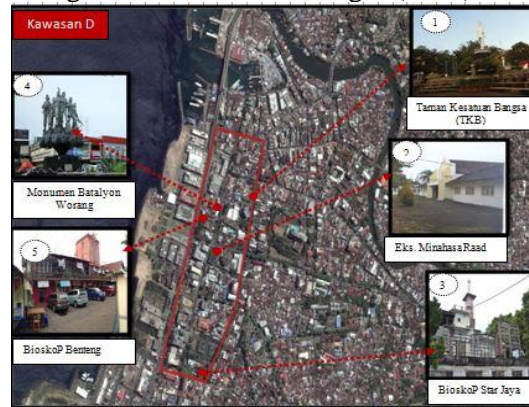 Kawasan D
1
Taman Kesatuan Bangsa
(TKB)
4
Monumen Batalyon
Worang
2
Eks. Minahasa Raad
5
BioskoP Benteng
3
BioskoP Star Jaya